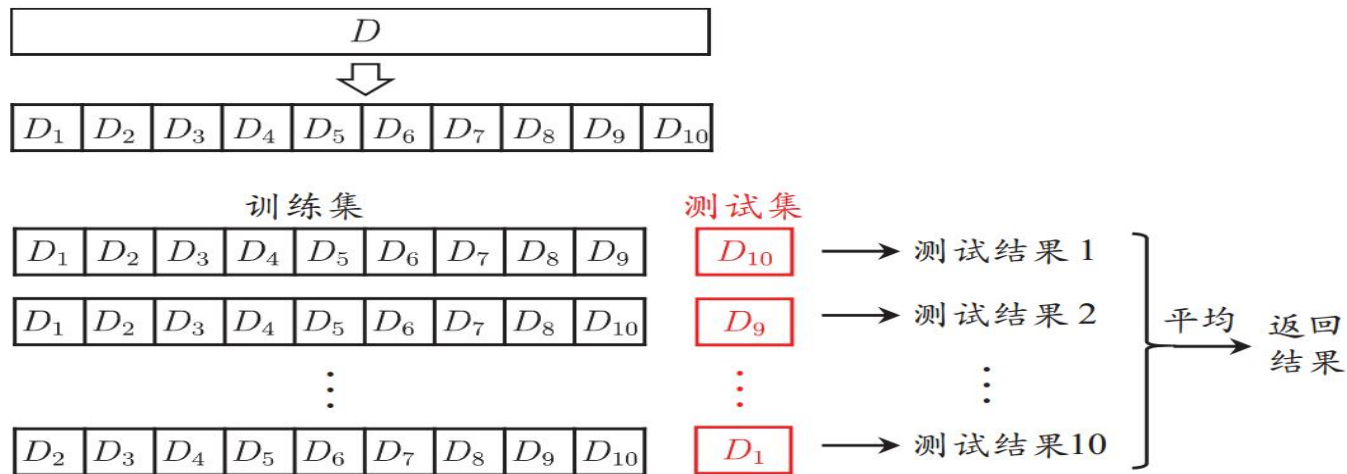 D
D₁ D₂ D₃ D₄ D₅ D₆ D₇ D₈ D₉ D₁₀
训练集 测试集
D₁ D₂ D₃ D₄ D₅ D₆ D₇ D₈ D₉ D₁₀ 测试结果 1
D₁ D₂ D₃ D₄ D₅ D₆ D₇ D₈ D₁₀ D₉ 测试结果 2
平均 返回
结果
⋮ ⋮ ⋮
D₂ D₃ D₄ D₅ D₆ D₇ D₈ D₉ D₁₀ D₁ 测试结果10